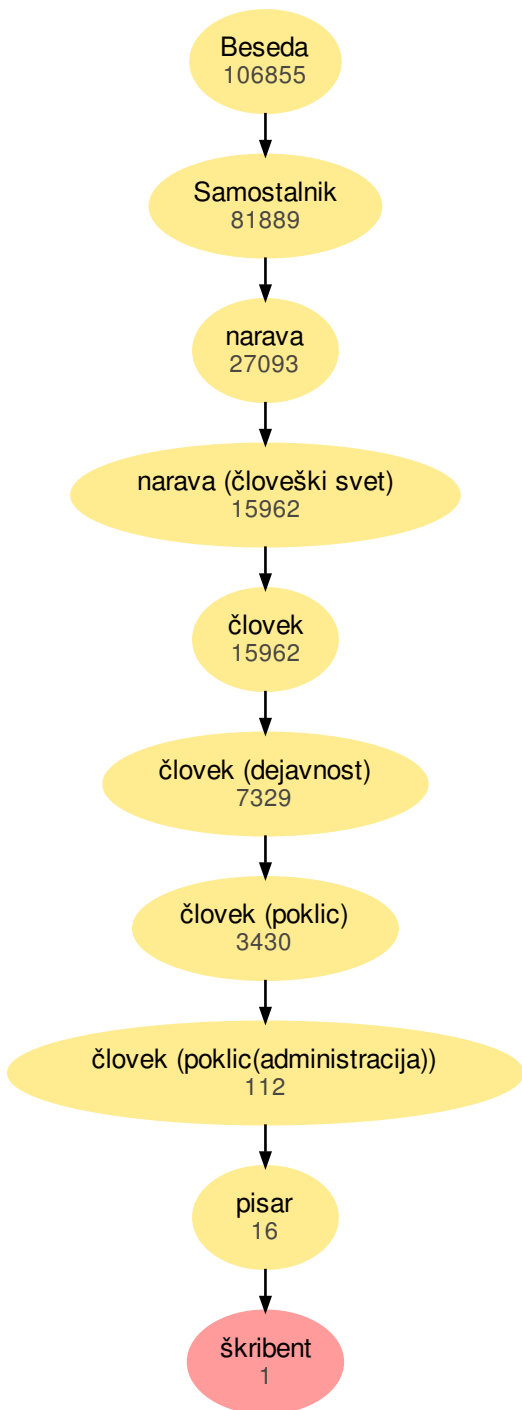 Beseda
106855
Samostalnik
81889
narava
27093
narava (človeški svet)
15962
človek
15962
človek (dejavnost)
7329
človek (poklic)
3430
človek (poklic(administracija))
112
pisar
16
škribent
1